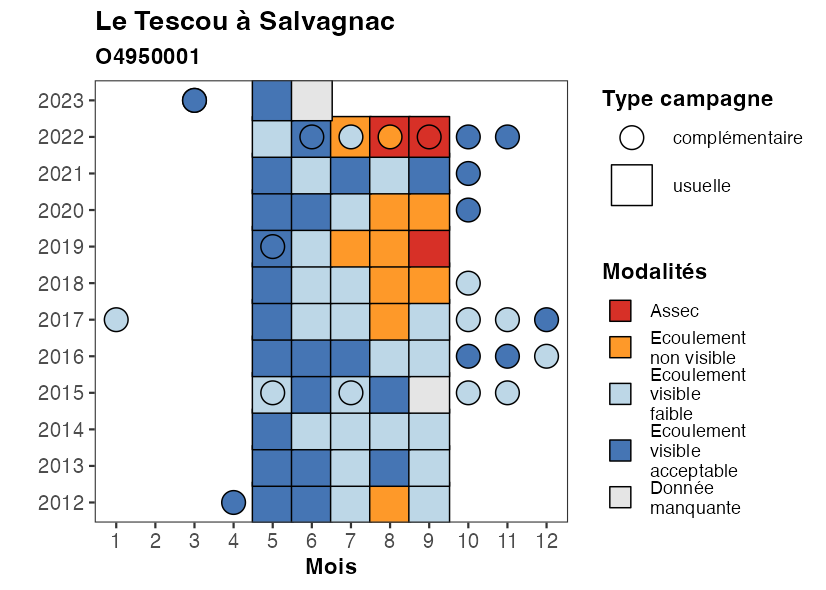 Le Tescou à Salvagnac
O4950001
2023
2022
2021
2020
2019
2018
2017
2016
2015
2014
2013
2012
1 2 3 4 5 6 7 8 9 10 11 12
Mois
Type campagne
complémentaire
usuelle
Modalités
Assec
Ecoulement
non visible
Ecoulement
visible
faible
Ecoulement
visible
acceptable
Donnée
manquante